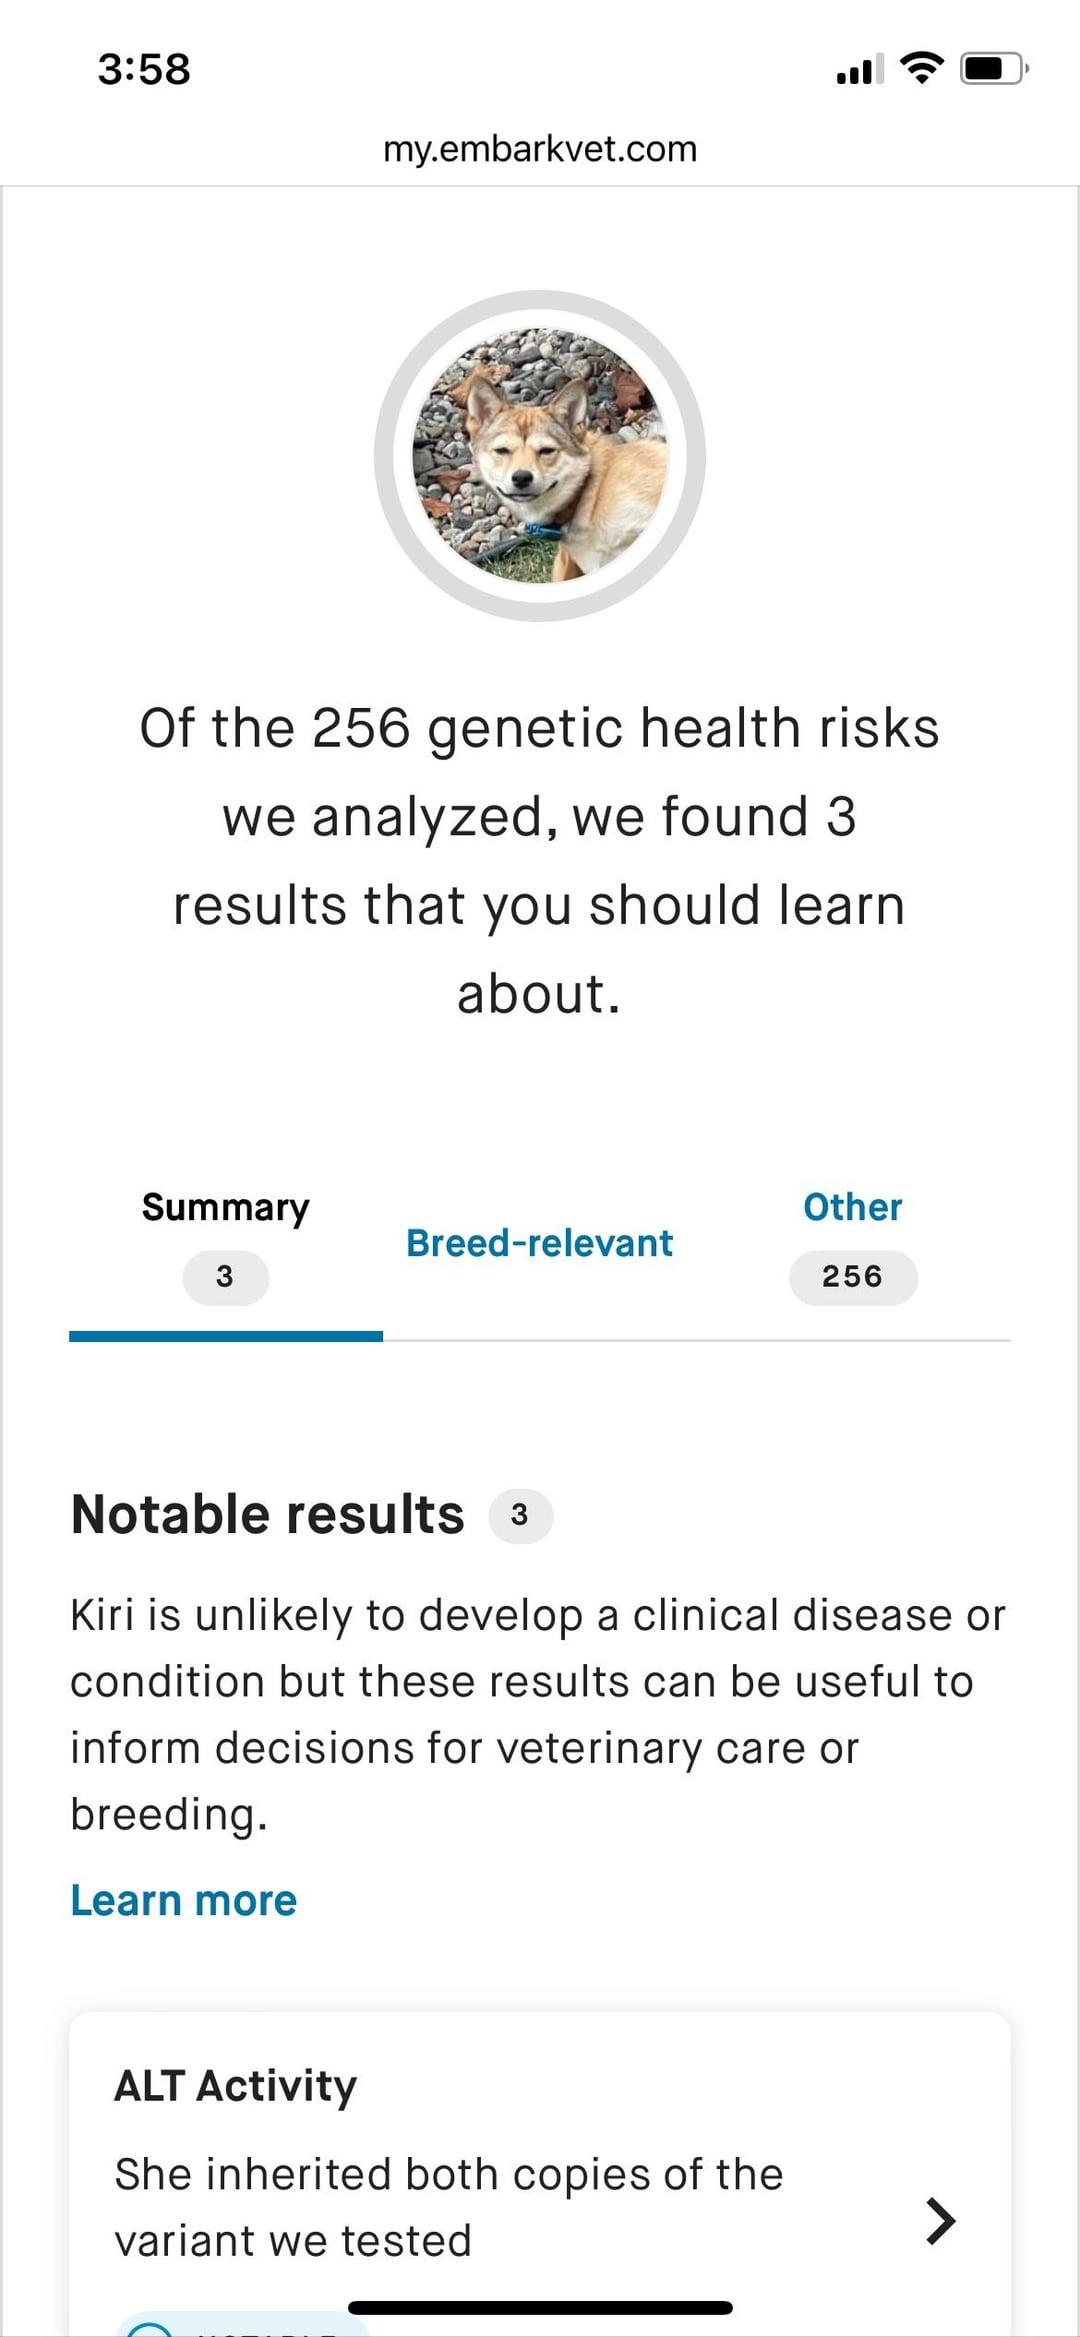 3:58
my.embarkvet.com
Of the 256 genetic health risks
we analyzed, we found 3
results that you should learn
about.
Summary
3
Breed-relevant
Other
256
Notable results 3
Kiri is unlikely to develop a clinical disease or
condition but these results can be useful to
inform decisions for veterinary care or
breeding.
Learn more
ALT Activity
She inherited both copies of the
variant we tested